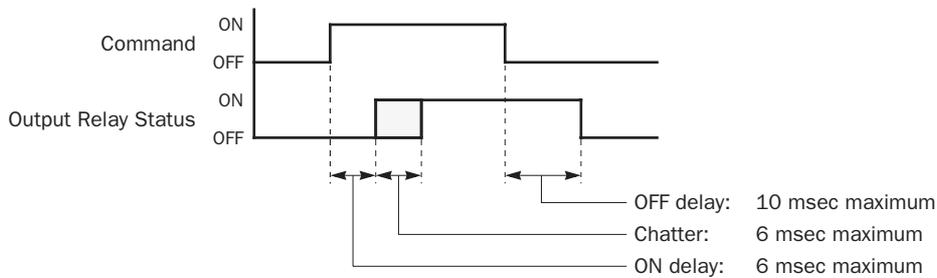 ON
Command
OFF
ON
Output Relay Status
OFF
OFF delay: 10 msec maximum
Chatter: 6 msec maximum
ON delay: 6 msec maximum